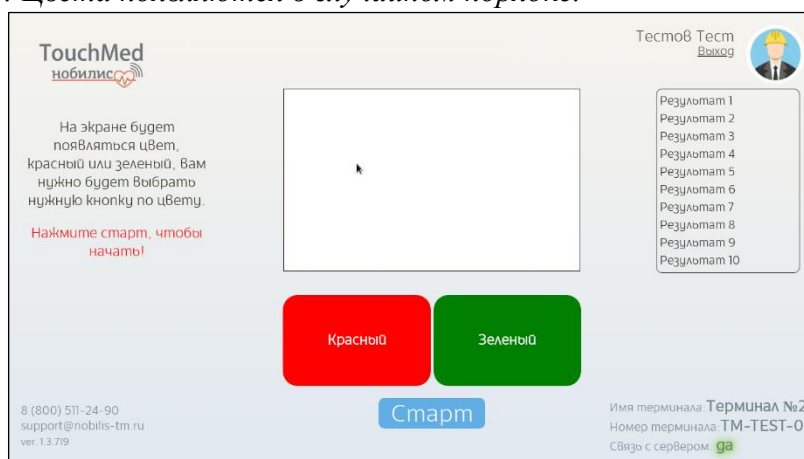 . Цвета появляются в случайном порядке.
TouchMed
нобилис
На экране будет
появляться цвет,
красный или зеленый, вам
нужно будет выбрать
нужную кнопку по цвету.
Нажмите старт, чтобы
начать!
Тестов Тест
Выход
Результат 1
Результат 2
Результат 3
Результат 4
Результат 5
Результат 6
Результат 7
Результат 8
Результат 9
Результат 10
Красный
Зеленый
Старт
8 (800) 511-24-90
support@nobilis-tm.ru
ver. 1.3.719
Имя терминала: Терминал №2
Номер терминала: TM-TEST-0
Связь с сервером: да